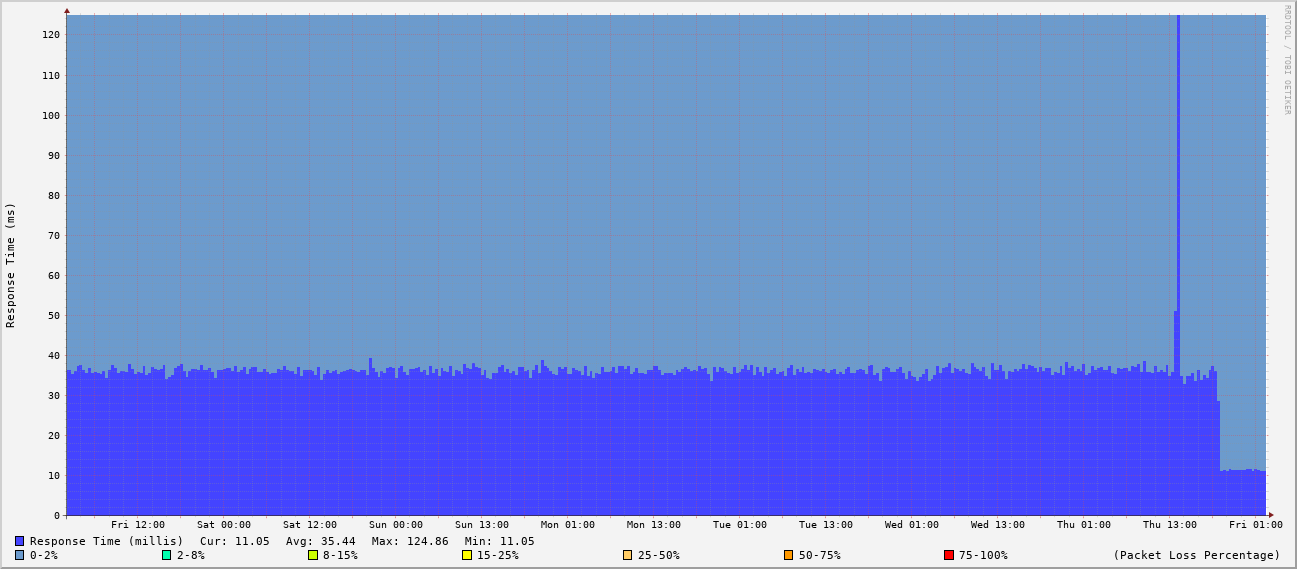 RRDTOOL / TOBI OETIKER
Response Time (ms)
120
110
100
90
80
70
60
50
40
30
20
10
0
Fri 12:00 Sat 00:00 Sat 12:00 Sun 00:00 Sun 13:00 Mon 01:00 Mon 13:00 Tue 01:00 Tue 13:00 Wed 01:00 Wed 13:00 Thu 01:00 Thu 13:00 Fri 01:00
Response Time (millis) Cur: 11.05 Avg: 35.44 Max: 124.86 Min: 11.05
0-2% 2-8% 8-15% 15-25% 25-50% 50-75% 75-100% (Packet Loss Percentage)